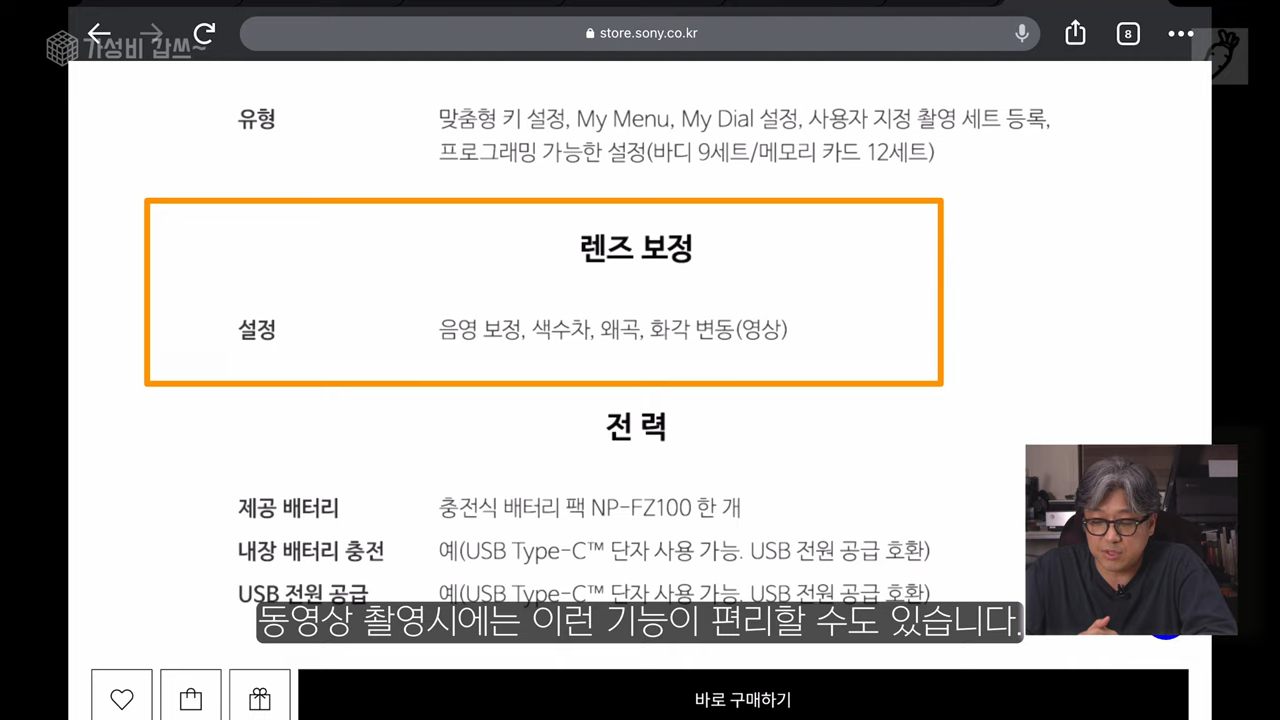 store.sony.co.kr
8
가성비 갑쓰~
유형
맞춤형 키 설정, My Menu, My Dial 설정, 사용자 지정 촬영 세트 등록,
프로그래밍 가능한 설정(바디 9세트/메모리 카드 12세트)
렌즈 보정
설정
음영 보정, 색수차, 왜곡, 화각 변동(영상)
전 력
제공 배터리
충전식 배터리 팩 NP-FZ100 한 개
내장 배터리 충전
예(USB Type-C™ 단자 사용 가능. USB 전원 공급 호환)
USB 전원 공급
예(USB Type-C™ 단자 사용 가능. USB 전원 공급 호환)
동영상 촬영시에는 이런 기능이 편리할 수도 있습니다.
바로 구매하기